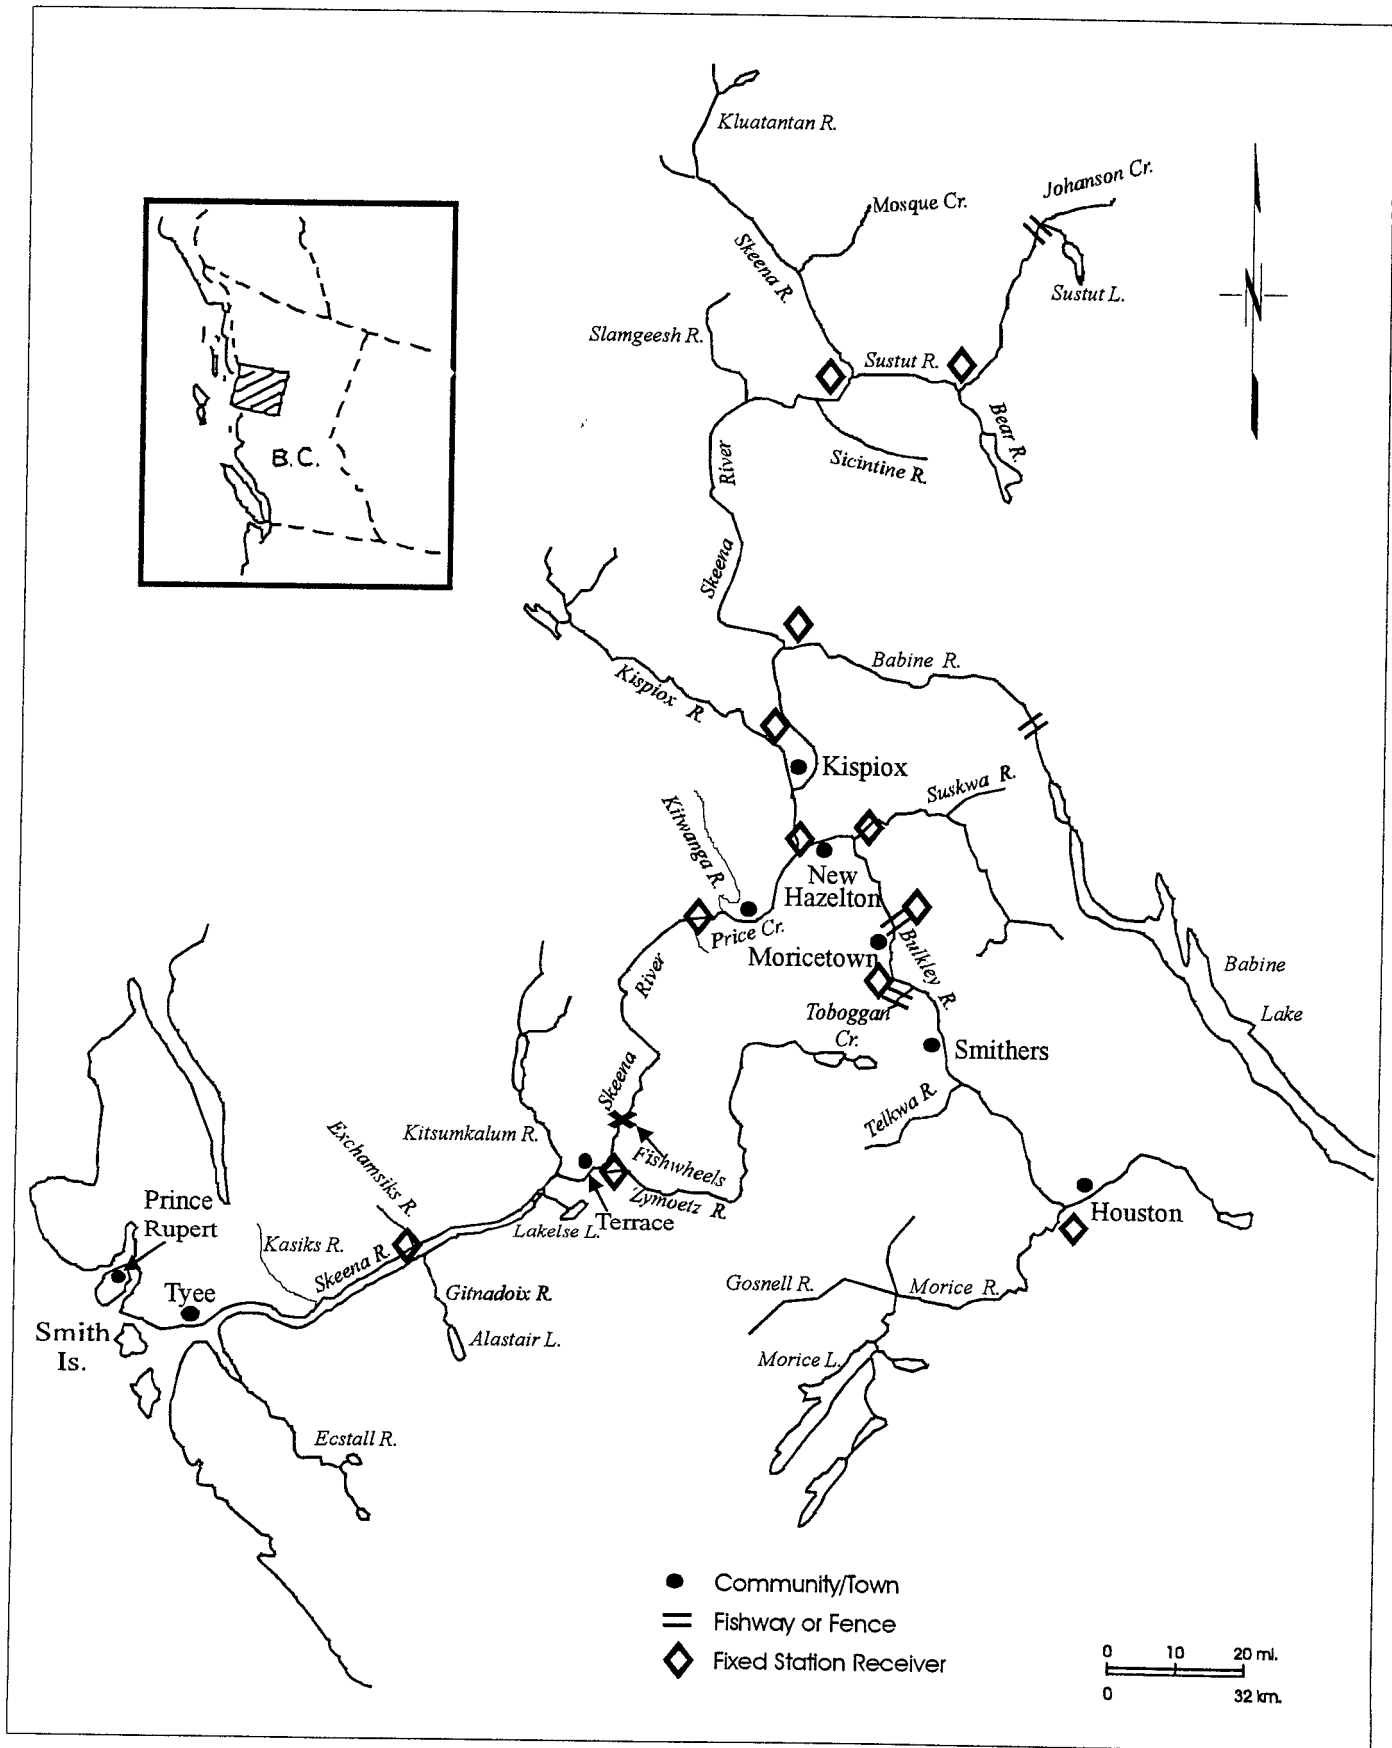 Kluatantan R.
Johanson Cr.
Mosque Cr.
Skeena R.
Sustut L.
Slamgeesh R.
Sustut R.
Bear R.
River
Sicintine R.
B.C.
Skeena
Babine R.
Kispiox R.
Kispiox
Suskwa R.
Kitwanga R.
New
Hazelton
Price Cr.
Moricetown
Bulkley R.
River
Babine
Lake
Toboggan
Cr.
Smithers
Skeena
Telkwa R.
Kitsumkalum R.
Exchamsiks R.
Fishwheels
Zymoetz R.
Prince
Rupert
Lakelse L.
Terrace
Houston
Kasiks R.
Skeena R.
Gitnadoix R.
Gosnell R.
Morice R.
Tyee
Smith
Is.
Alastair L.
Morice L.
Ecstall R.
Community/Town
Fishway or Fence
Fixed Station Receiver
0 10 20 mi.
0 32 km.